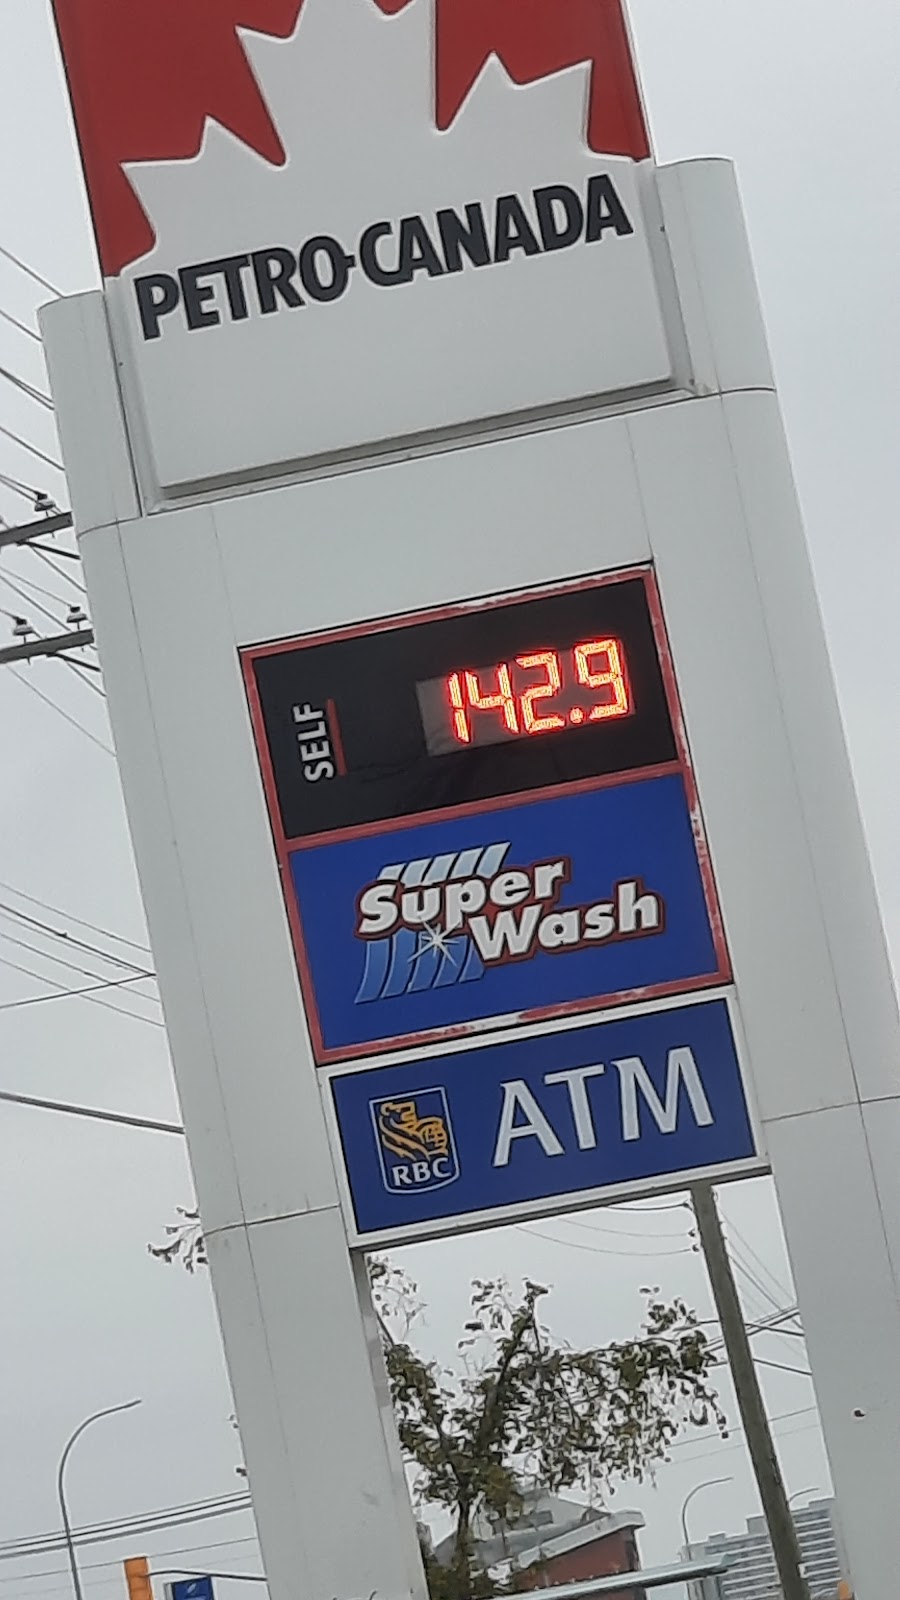 PETRO-CANADA
SELF
142.9
Super
Wash
RBC
ATM